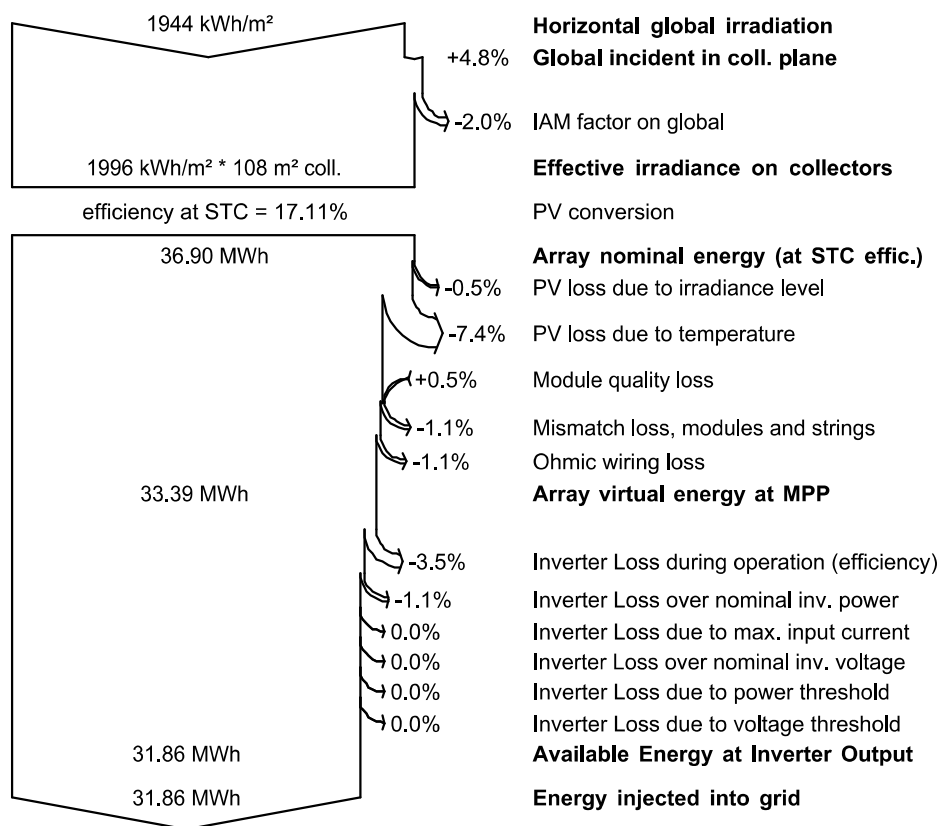 1944 kWh/m² Horizontal global irradiation
+4.8% Global incident in coll. plane
-2.0% IAM factor on global
1996 kWh/m² * 108 m² coll. Effective irradiance on collectors
efficiency at STC = 17.11% PV conversion
36.90 MWh Array nominal energy (at STC effic.)
-0.5% PV loss due to irradiance level
-7.4% PV loss due to temperature
+0.5% Module quality loss
-1.1% Mismatch loss, modules and strings
-1.1% Ohmic wiring loss
33.39 MWh Array virtual energy at MPP
-3.5% Inverter Loss during operation (efficiency)
-1.1% Inverter Loss over nominal inv. power
0.0% Inverter Loss due to max. input current
0.0% Inverter Loss over nominal inv. voltage
0.0% Inverter Loss due to power threshold
0.0% Inverter Loss due to voltage threshold
31.86 MWh Available Energy at Inverter Output
31.86 MWh Energy injected into grid